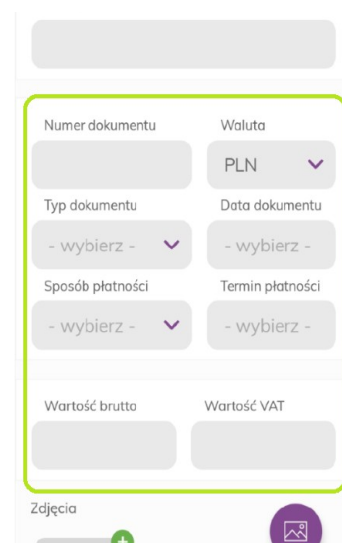 Numer dokumentu Waluta
PLN
Typ dokumentu Data dokumentu
- wybierz - - wybierz -
Sposób płatności Termin płatności
- wybierz - - wybierz -
Wartość brutto Wartość VAT
Zdjęcia